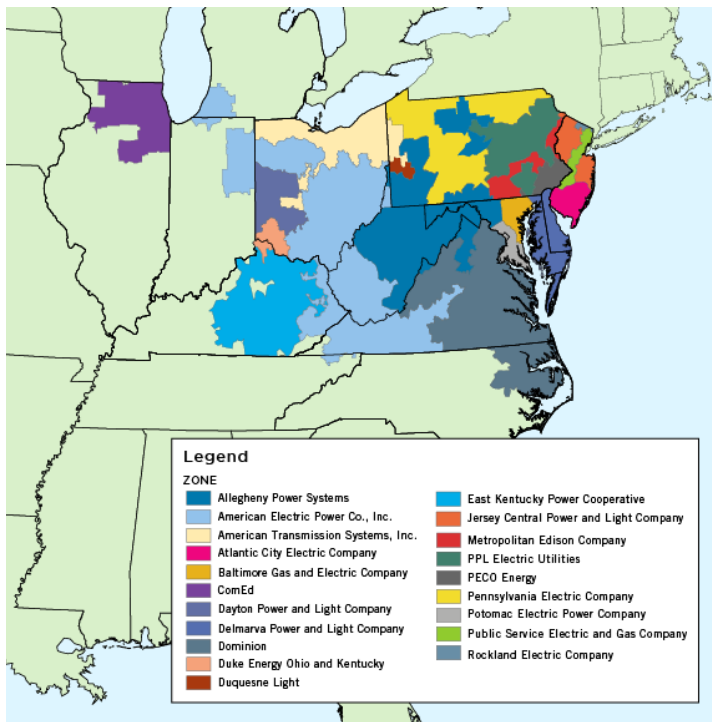 Legend
ZONE
Allegheny Power Systems
American Electric Power Co., Inc.
American Transmission Systems, Inc.
Atlantic City Electric Company
Baltimore Gas and Electric Company
ComEd
Dayton Power and Light Company
Delmarva Power and Light Company
Dominion
Duke Energy Ohio and Kentucky
Duquesne Light
East Kentucky Power Cooperative
Jersey Central Power and Light Company
Metropolitan Edison Company
PPL Electric Utilities
PECO Energy
Pennsylvania Electric Company
Potomac Electric Power Company
Public Service Electric and Gas Company
Rockland Electric Company